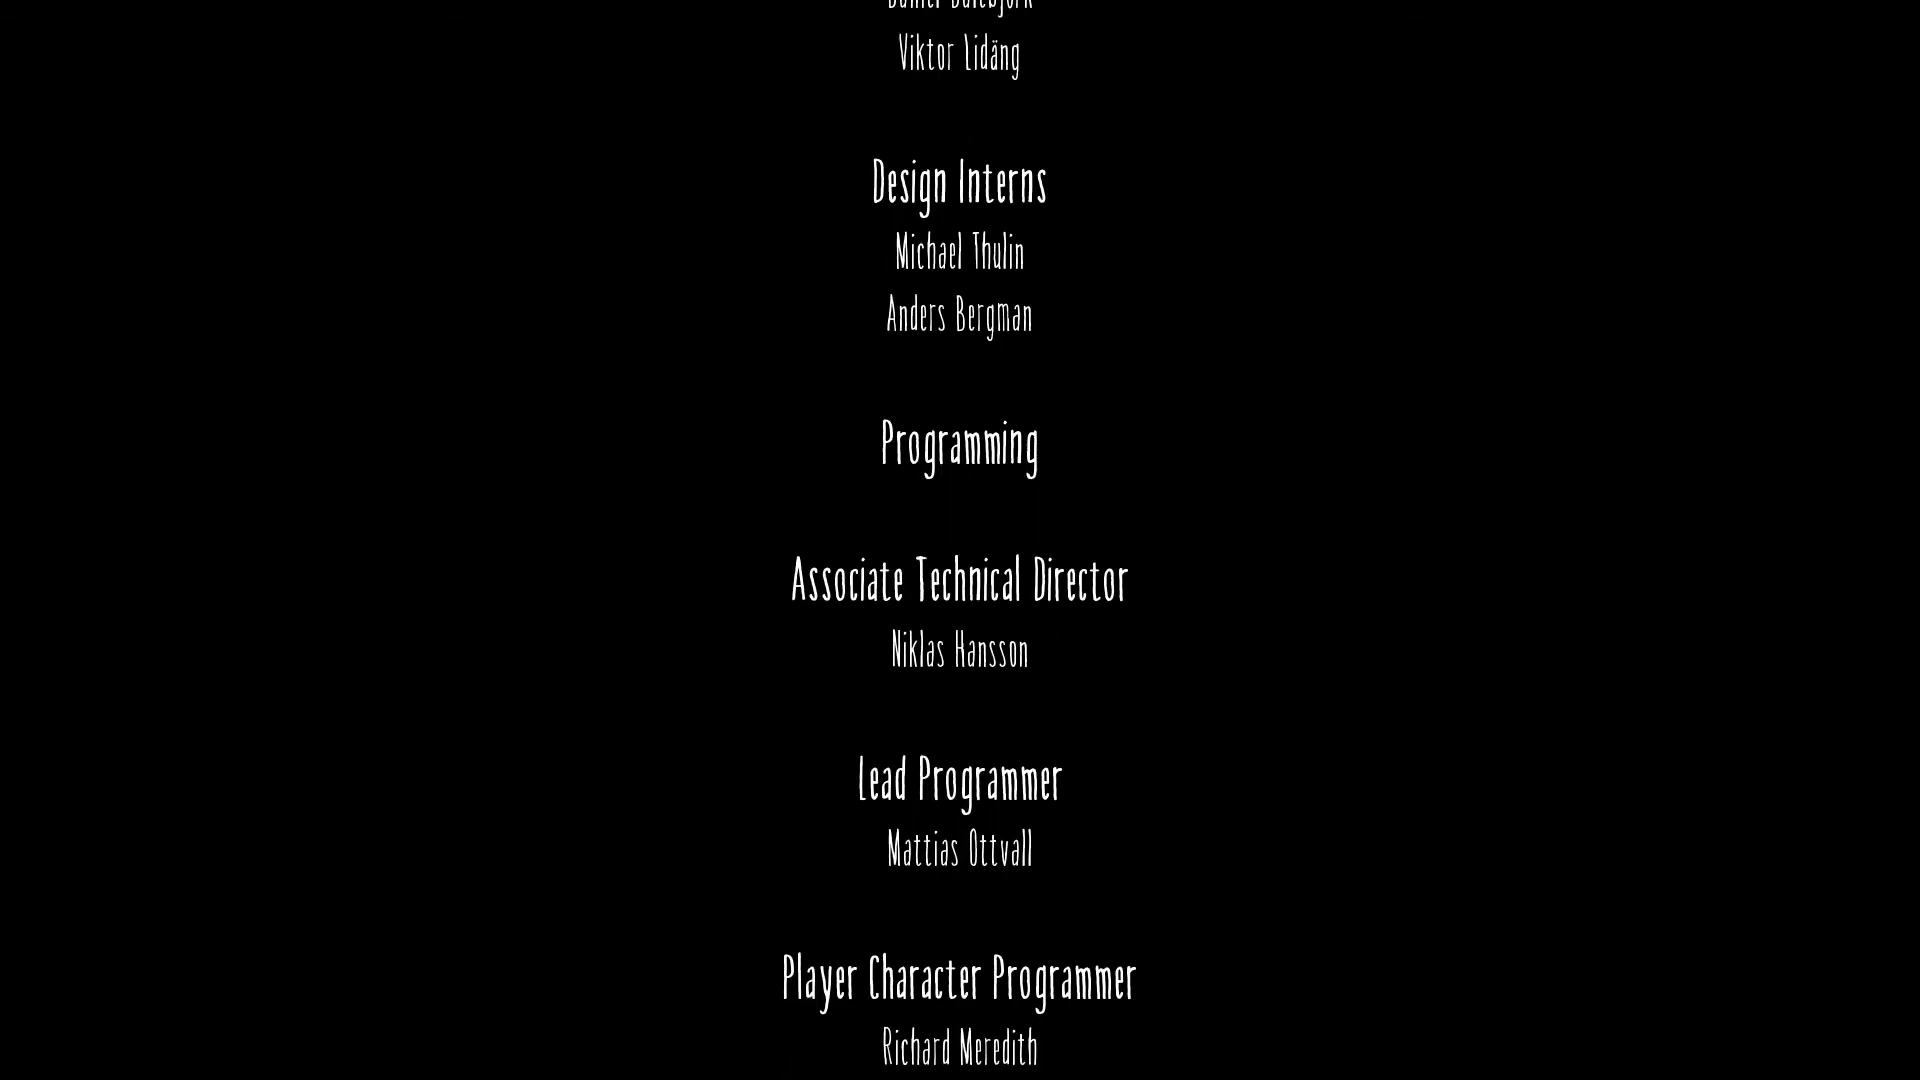 Viktor Lidäng
Design Interns
Michael Thulin
Anders Bergman
Programming
Associate Technical Director
Niklas Hansson
Lead Programmer
Mattias Ottvall
Player Character Programmer
Richard Meredith